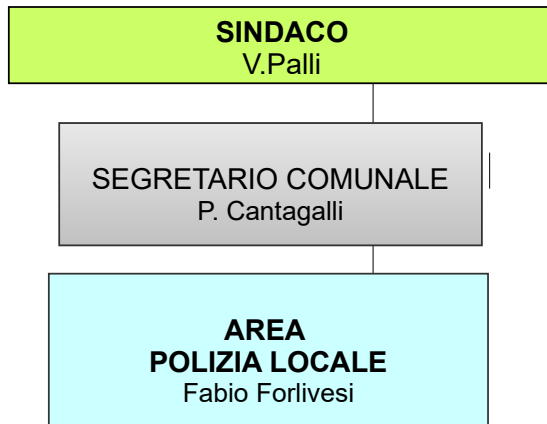 SINDACO
V.Palli
SEGRETARIO COMUNALE
P. Cantagalli
AREA
POLIZIA LOCALE
Fabio Forlivesi